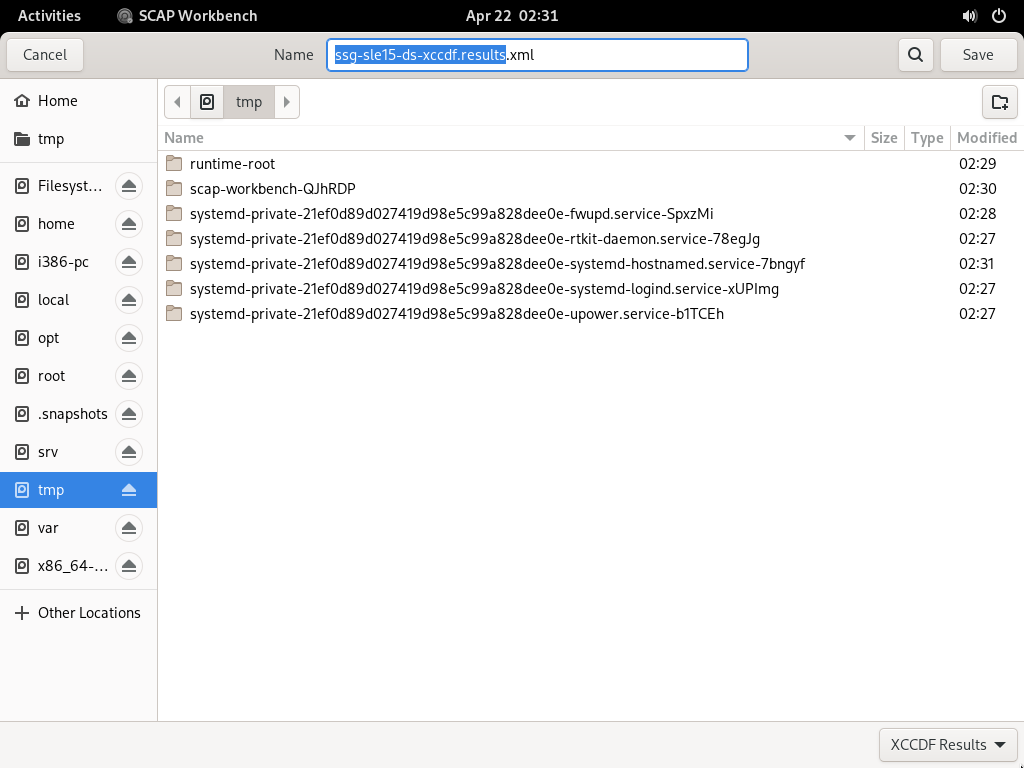 Activities SCAP Workbench Apr 22 02:31
Cancel Name ssg-sle15-ds-xccdf.results.xml Save
Home
tmp
Filesyst...
home
i386-pc
local
opt
root
.snapshots
srv
tmp
var
x86_64-...
Other Locations
tmp
Name Size Type Modified
runtime-root 02:29
scap-workbench-QJhRDP 02:30
systemd-private-21ef0d89d027419d98e5c99a828dee0e-fwupd.service-SpxzMi 02:28
systemd-private-21ef0d89d027419d98e5c99a828dee0e-rtkit-daemon.service-78egJg 02:27
systemd-private-21ef0d89d027419d98e5c99a828dee0e-systemd-hostnamed.service-7bngyf 02:31
systemd-private-21ef0d89d027419d98e5c99a828dee0e-systemd-logind.service-xUPImg 02:27
systemd-private-21ef0d89d027419d98e5c99a828dee0e-upower.service-b1TCEh 02:27
XCCDF Results